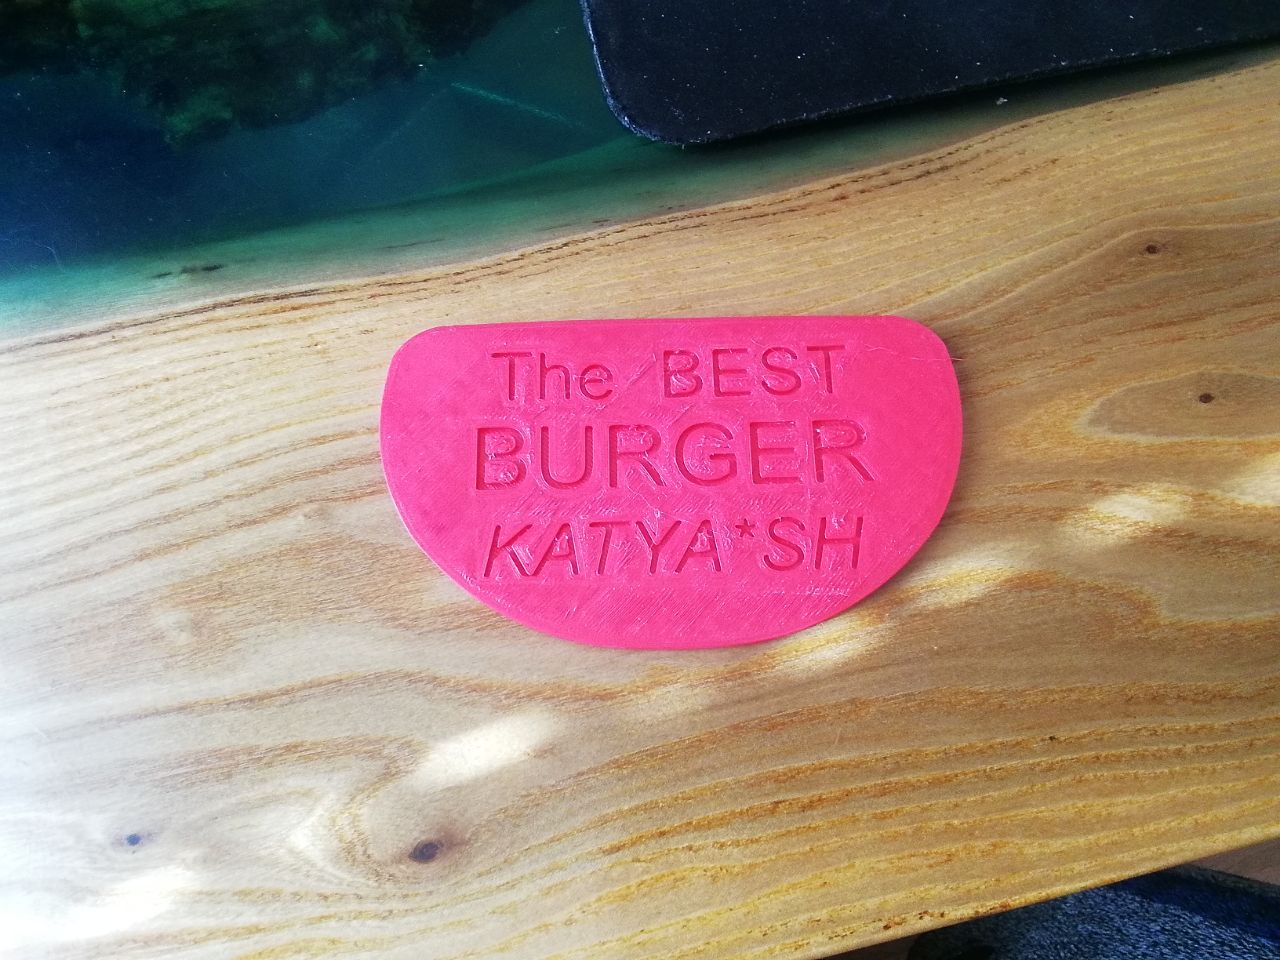 The BEST
BURGER
KATYA*SH